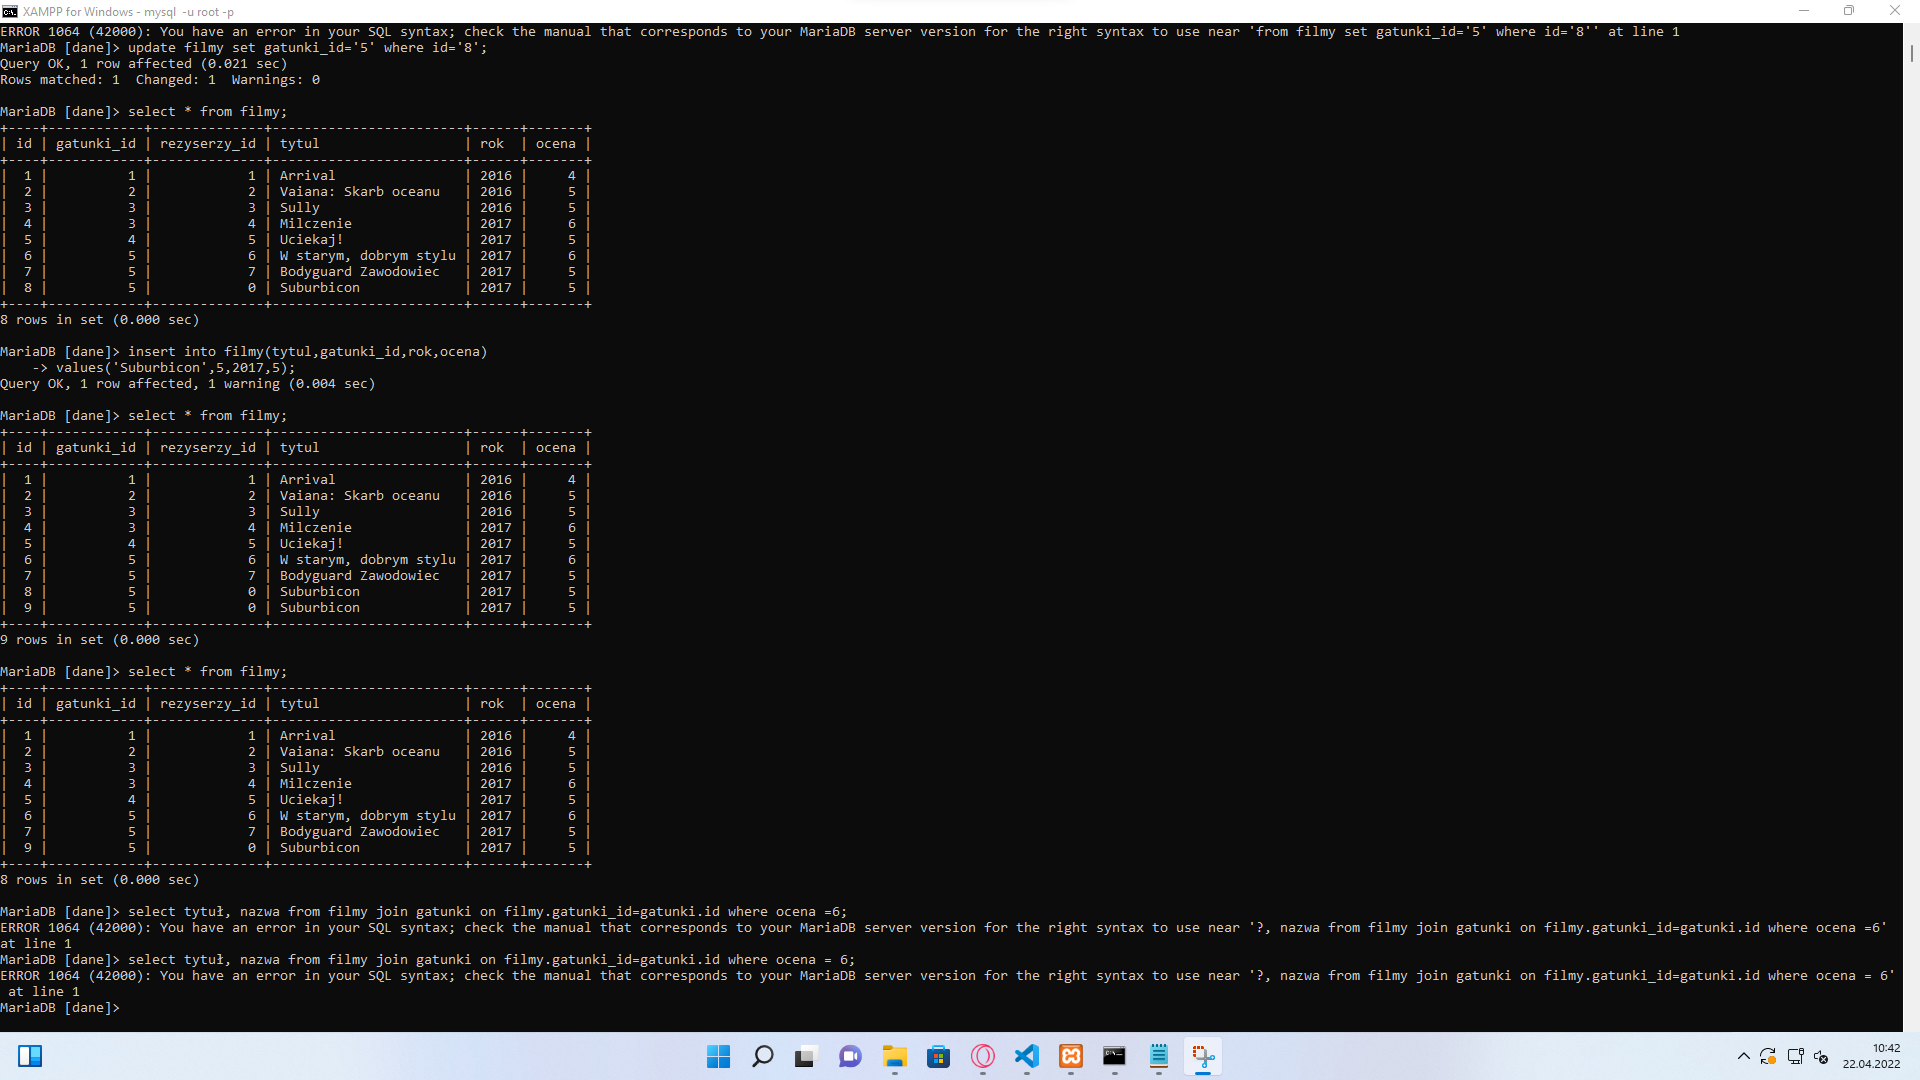 XAMPP for Windows - mysql  -u root -p
ERROR 1064 (42000): You have an error in your SQL syntax; check the manual that corresponds to your MariaDB server version for the right syntax to use near 'from filmy set gatunki_id='5' where id='8'' at line 1
MariaDB [dane]> update filmy set gatunki_id='5' where id='8';
Query OK, 1 row affected (0.021 sec)
Rows matched: 1  Changed: 1  Warnings: 0
MariaDB [dane]> select * from filmy;
+----+------------+--------------+------------------------+------+-------+
| id | gatunki_id | rezyserzy_id | tytul                  | rok  | ocena |
+----+------------+--------------+------------------------+------+-------+
|  1 |          1 |            1 | Arrival                | 2016 |     4 |
|  2 |          2 |            2 | Vaiana: Skarb oceanu   | 2016 |     5 |
|  3 |          3 |            3 | Sully                  | 2016 |     5 |
|  4 |          3 |            4 | Milczenie              | 2017 |     6 |
|  5 |          4 |            5 | Uciekaj!               | 2017 |     5 |
|  6 |          5 |            6 | W starym, dobrym stylu | 2017 |     6 |
|  7 |          5 |            7 | Bodyguard Zawodowiec   | 2017 |     5 |
|  8 |          5 |            0 | Suburbicon             | 2017 |     5 |
+----+------------+--------------+------------------------+------+-------+
8 rows in set (0.000 sec)
MariaDB [dane]> insert into filmy(tytul,gatunki_id,rok,ocena)
    -> values('Suburbicon',5,2017,5);
Query OK, 1 row affected, 1 warning (0.004 sec)
MariaDB [dane]> select * from filmy;
+----+------------+--------------+------------------------+------+-------+
| id | gatunki_id | rezyserzy_id | tytul                  | rok  | ocena |
+----+------------+--------------+------------------------+------+-------+
|  1 |          1 |            1 | Arrival                | 2016 |     4 |
|  2 |          2 |            2 | Vaiana: Skarb oceanu   | 2016 |     5 |
|  3 |          3 |            3 | Sully                  | 2016 |     5 |
|  4 |          3 |            4 | Milczenie              | 2017 |     6 |
|  5 |          4 |            5 | Uciekaj!               | 2017 |     5 |
|  6 |          5 |            6 | W starym, dobrym stylu | 2017 |     6 |
|  7 |          5 |            7 | Bodyguard Zawodowiec   | 2017 |     5 |
|  8 |          5 |            0 | Suburbicon             | 2017 |     5 |
|  9 |          5 |            0 | Suburbicon             | 2017 |     5 |
+----+------------+--------------+------------------------+------+-------+
9 rows in set (0.000 sec)
MariaDB [dane]> select * from filmy;
+----+------------+--------------+------------------------+------+-------+
| id | gatunki_id | rezyserzy_id | tytul                  | rok  | ocena |
+----+------------+--------------+------------------------+------+-------+
|  1 |          1 |            1 | Arrival                | 2016 |     4 |
|  2 |          2 |            2 | Vaiana: Skarb oceanu   | 2016 |     5 |
|  3 |          3 |            3 | Sully                  | 2016 |     5 |
|  4 |          3 |            4 | Milczenie              | 2017 |     6 |
|  5 |          4 |            5 | Uciekaj!               | 2017 |     5 |
|  6 |          5 |            6 | W starym, dobrym stylu | 2017 |     6 |
|  7 |          5 |            7 | Bodyguard Zawodowiec   | 2017 |     5 |
|  9 |          5 |            0 | Suburbicon             | 2017 |     5 |
+----+------------+--------------+------------------------+------+-------+
8 rows in set (0.000 sec)
MariaDB [dane]> select tytuł, nazwa from filmy join gatunki on filmy.gatunki_id=gatunki.id where ocena =6;
ERROR 1064 (42000): You have an error in your SQL syntax; check the manual that corresponds to your MariaDB server version for the right syntax to use near '?, nazwa from filmy join gatunki on filmy.gatunki_id=gatunki.id where ocena =6'
at line 1
MariaDB [dane]> select tytuł, nazwa from filmy join gatunki on filmy.gatunki_id=gatunki.id where ocena = 6;
ERROR 1064 (42000): You have an error in your SQL syntax; check the manual that corresponds to your MariaDB server version for the right syntax to use near '?, nazwa from filmy join gatunki on filmy.gatunki_id=gatunki.id where ocena = 6'
 at line 1
MariaDB [dane]>
10:42
22.04.2022